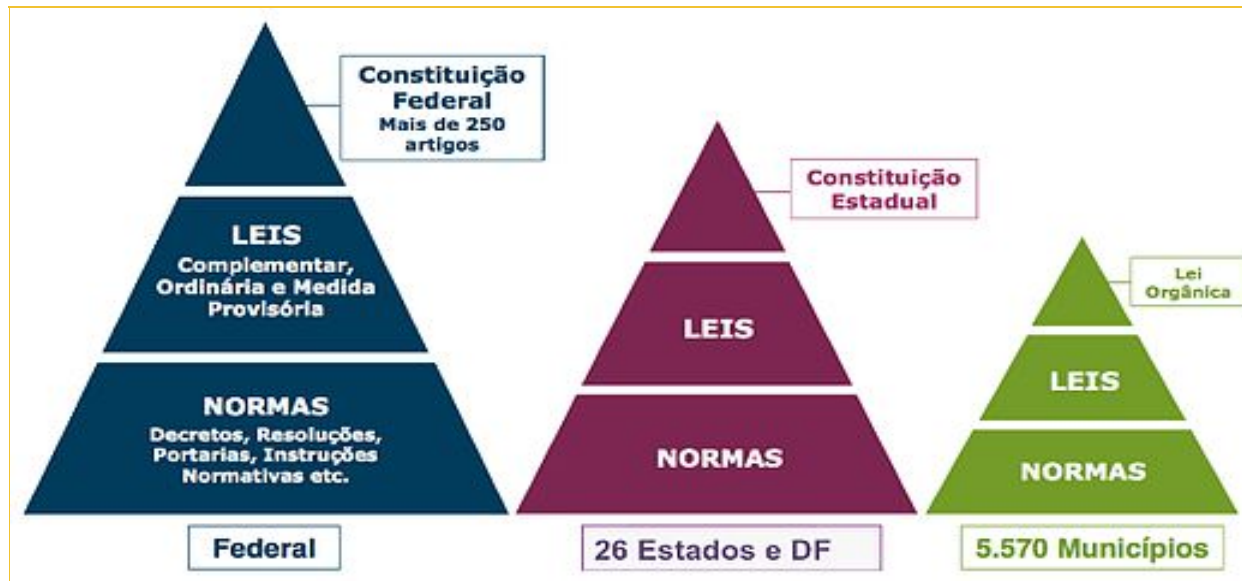 Constituição
Federal
Mais de 250
artigos
LEIS
Complementar,
Ordinária e Medida
Provisória
NORMAS
Decretos, Resoluções,
Portarias, Instruções
Normativas etc.
Federal
Constituição
Estadual
LEIS
NORMAS
26 Estados e DF
Lei
Orgânica
LEIS
NORMAS
5.570 Municípios